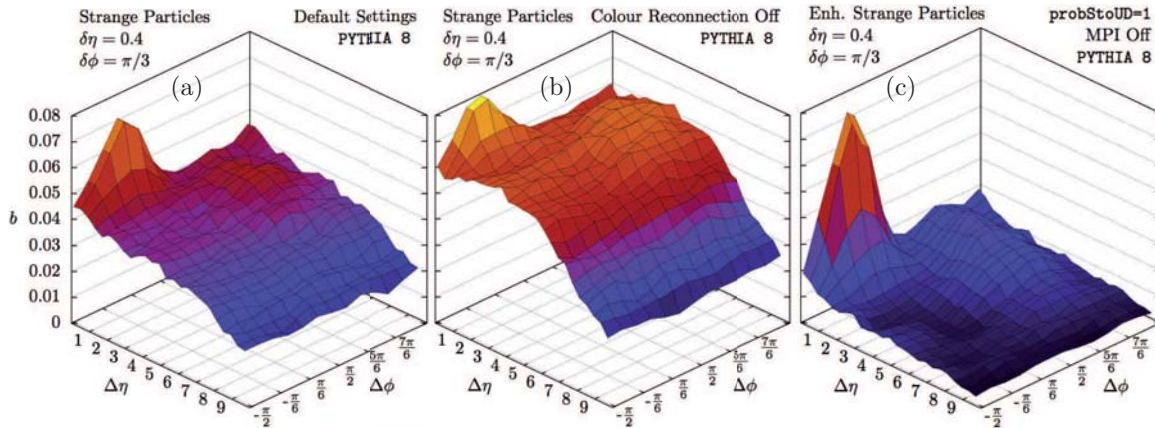 Strange Particles Default Settings
δη = 0.4 PYTHIA 8
δϕ = π/3
(a)
Strange Particles Colour Reconnection Off
δη = 0.4 PYTHIA 8
δϕ = π/3
(b)
Enh. Strange Particles probStoUD=1
δη = 0.4 MPI Off
δϕ = π/3 PYTHIA 8
(c)
0.08
0.07
0.06
0.05
0.04
0.03
0.02
0.01
0
b
1 2 3 4 5 6 7 8 9
Δη
-π/2 -π/6 π/6 π/2 5π/6 7π/6
Δϕ
1 2 3 4 5 6 7 8 9
Δη
-π/2 -π/6 π/6 π/2 5π/6 7π/6
Δϕ
1 2 3 4 5 6 7 8 9
Δη
-π/2 -π/6 π/6 π/2 5π/6 7π/6
Δϕ